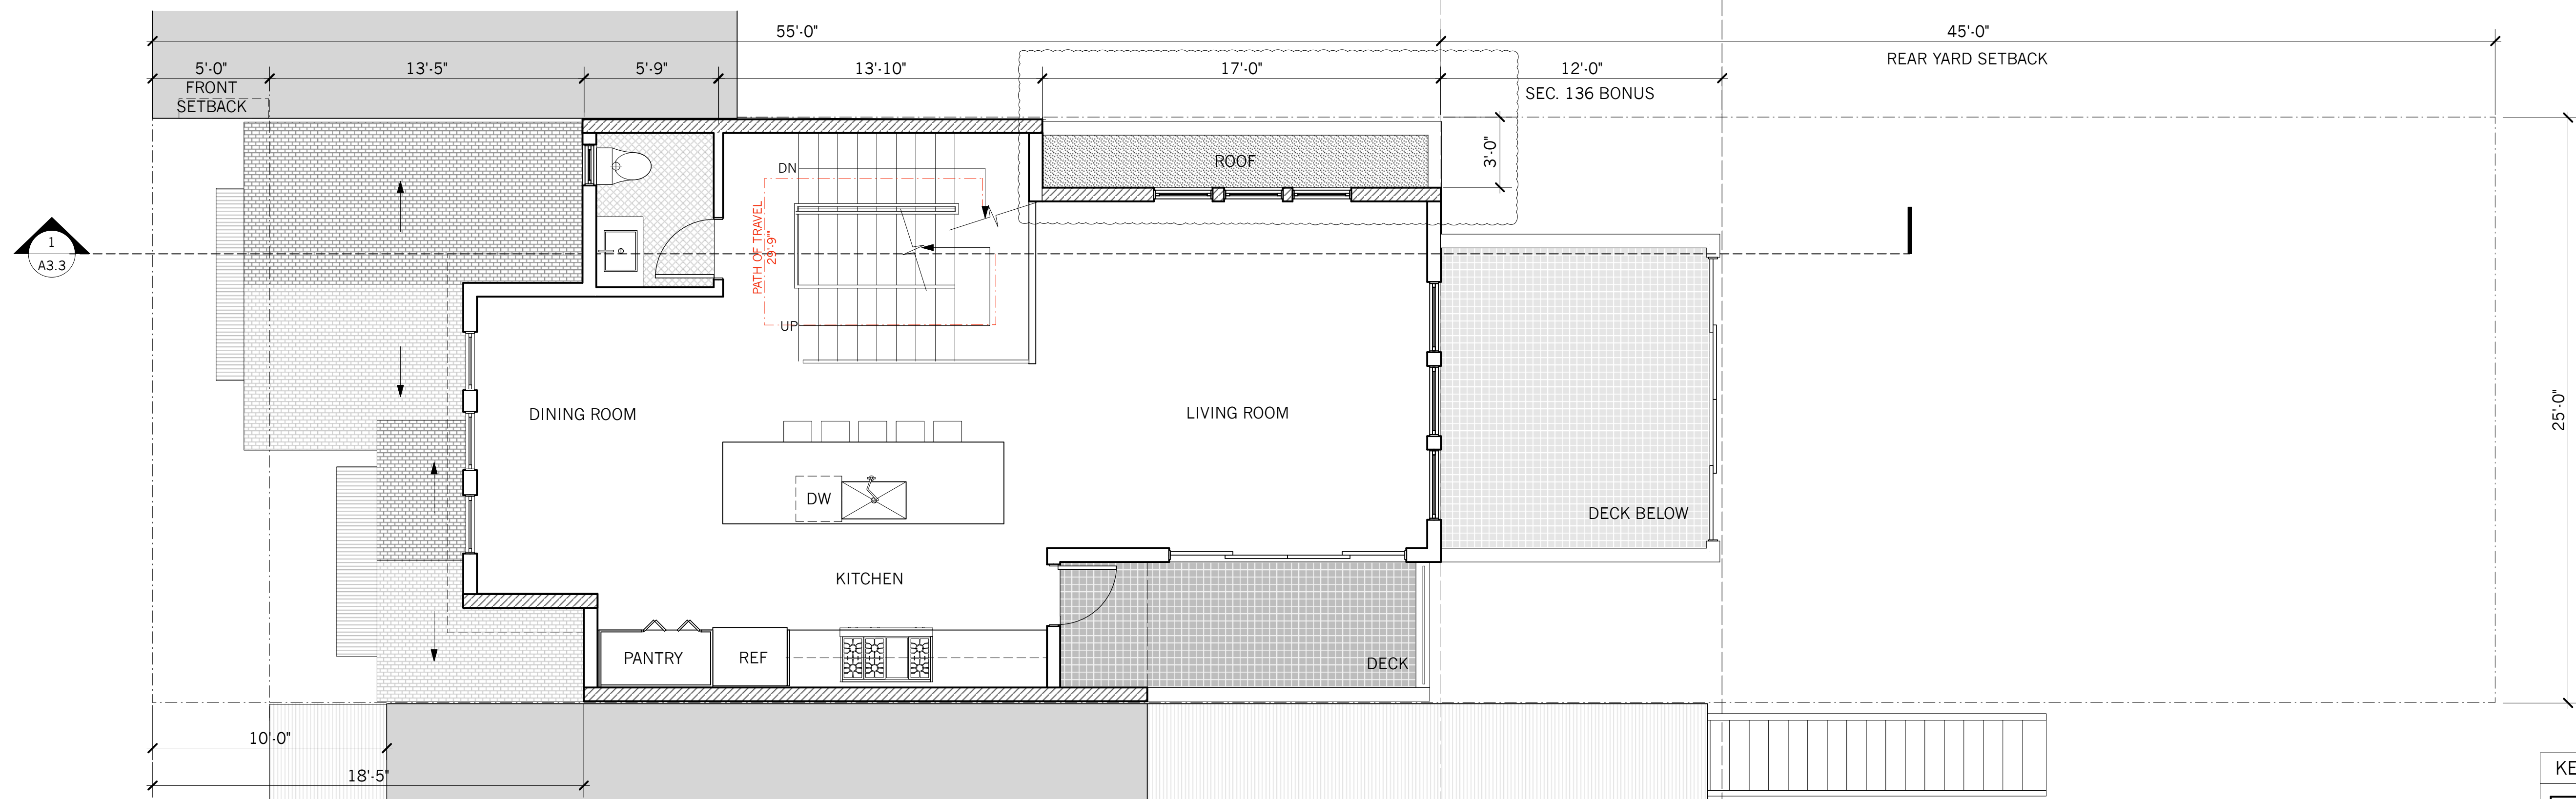 55'-0"
45'-0"
REAR YARD SETBACK
5'-0"
FRONT
SETBACK
13'-5"
5'-9"
13'-10"
17'-0"
12'-0"
SEC. 136 BONUS
3'-0"
ROOF
DN
PATH OF TRAVEL
29'-9"
UP
1
A3.3
DINING ROOM
LIVING ROOM
25'-0"
DW
DECK BELOW
KITCHEN
PANTRY
REF
DECK
10'-0"
18'-5"
KE